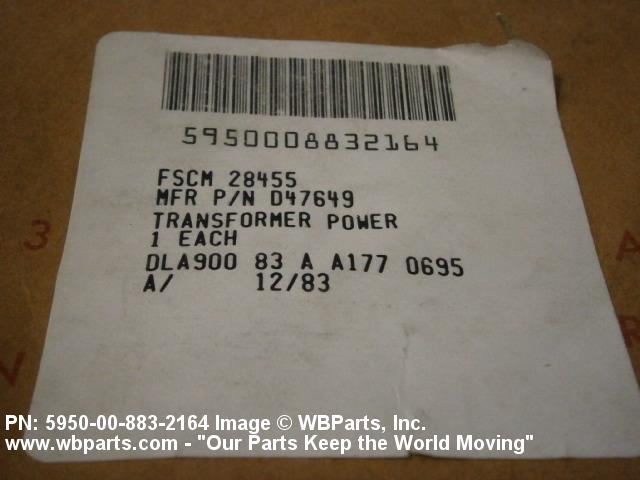 5950008832164
FSCM 28455
MFR P/N D47649
TRANSFORMER POWER
1 EACH
DLA900 83 A A177 0695
A/ 12/83
3
A
V
PN: 5950-00-883-2164 Image © WBParts, Inc.
www.wbparts.com - "Our Parts Keep the World Moving"